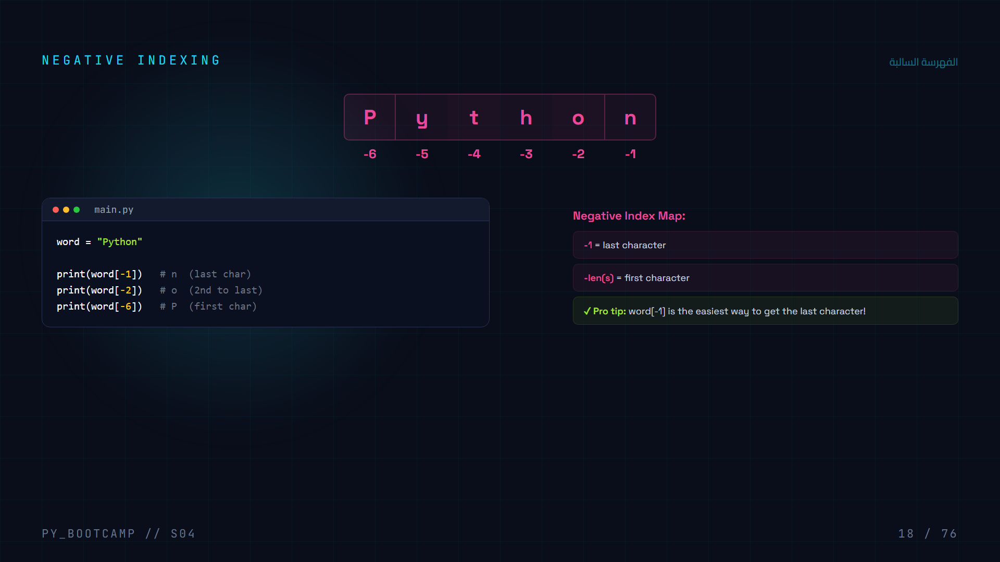 NEGATIVE INDEXING
الفهرسة السالبة
P y t h o n
-6 -5 -4 -3 -2 -1
main.py
word = "Python"
print(word[-1])   # n  (last char)
print(word[-2])   # o  (2nd to last)
print(word[-6])   # P  (first char)
Negative Index Map:
-1 = last character
-len(s) = first character
✓ Pro tip: word[-1] is the easiest way to get the last character!
PY_BOOTCAMP // S04
18 / 76